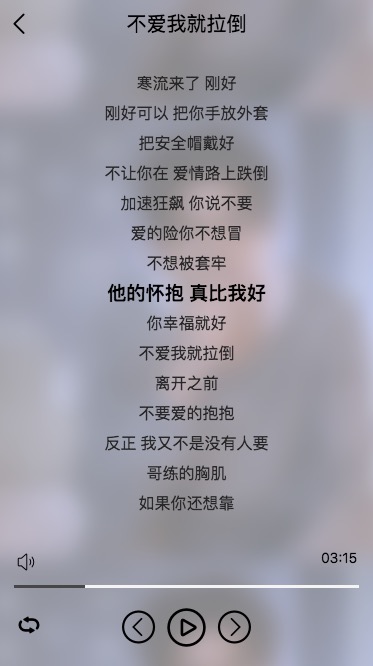 不爱我就拉倒
寒流来了 刚好
刚好可以 把你手放外套
把安全帽戴好
不让你在 爱情路上跌倒
加速狂飙 你说不要
爱的险你不想冒
不想被套牢
他的怀抱 真比我好
你幸福就好
不爱我就拉倒
离开之前
不要爱的抱抱
反正 我又不是没有人要
哥练的胸肌
如果你还想靠
03:15